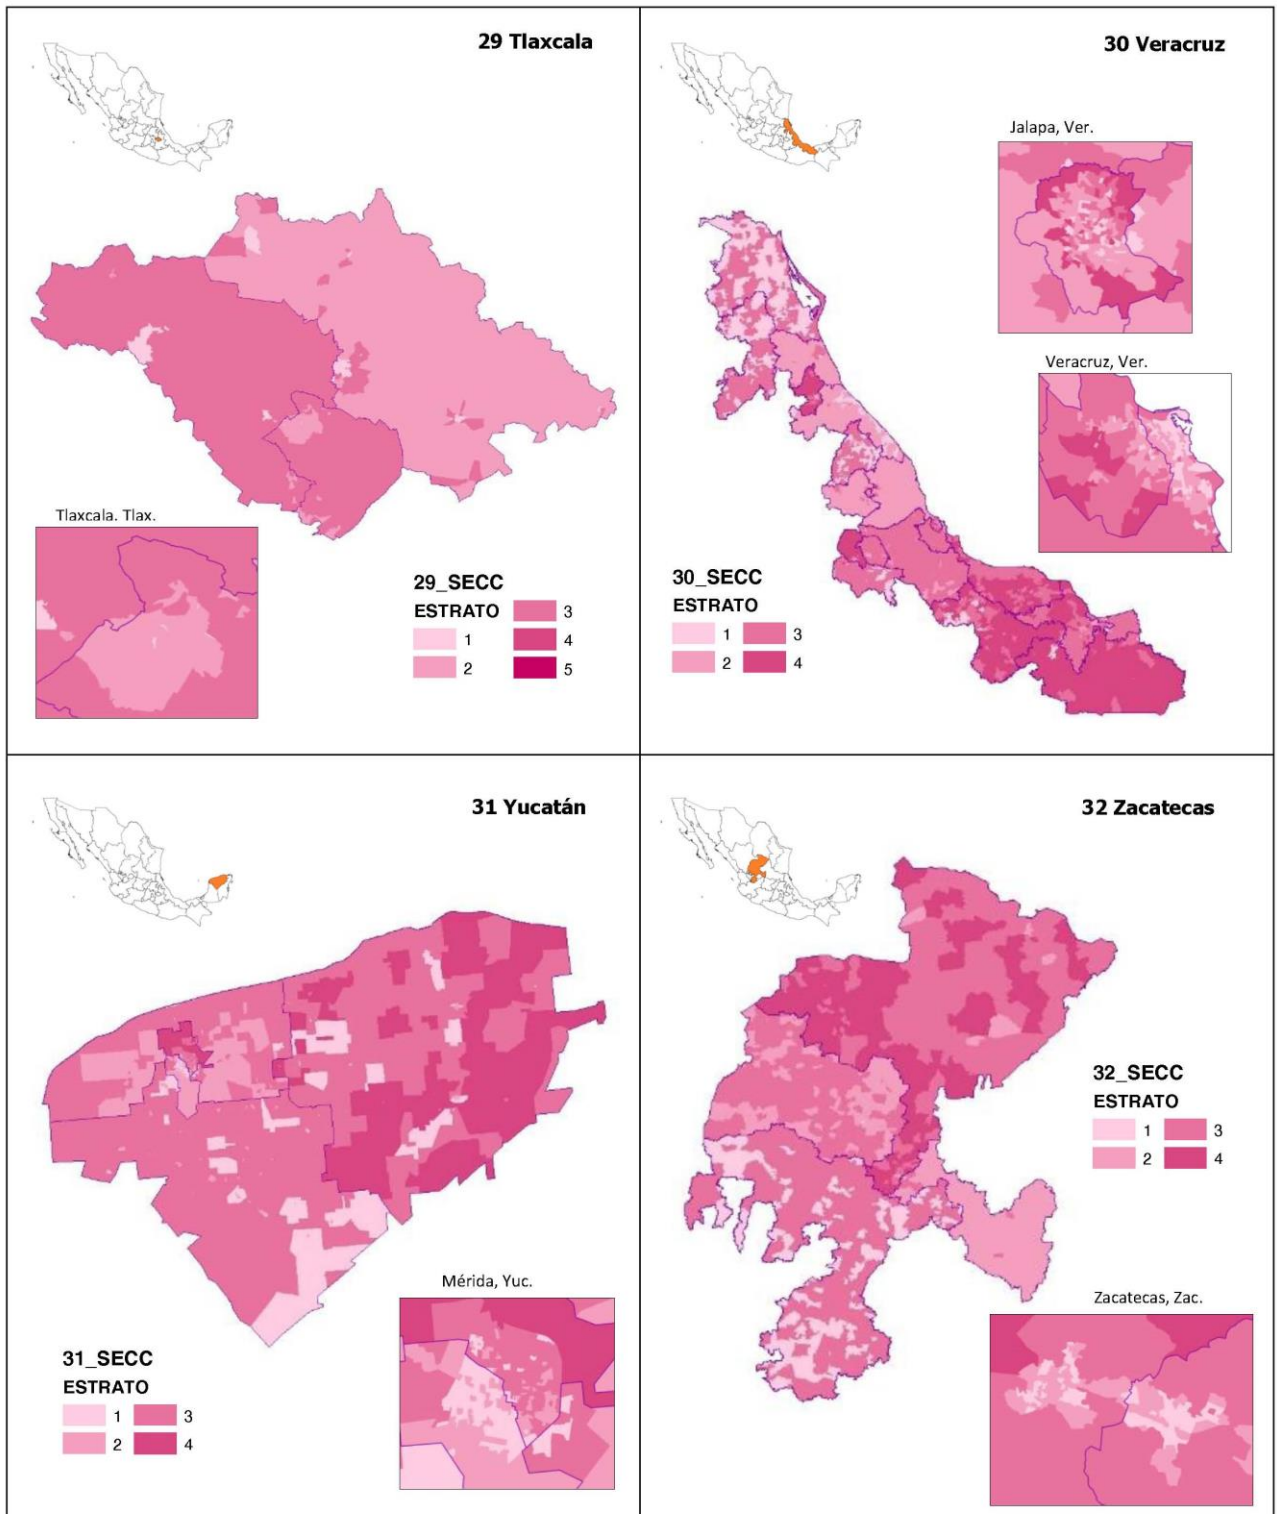 29 Tlaxcala
Tlaxcala. Tlax.
29_SECC
ESTRATO
1
2
3
4
5
30 Veracruz
Jalapa, Ver.
Veracruz, Ver.
30_SECC
ESTRATO
1
2
3
4
31 Yucatán
Mérida, Yuc.
31_SECC
ESTRATO
1
2
3
4
32 Zacatecas
32_SECC
ESTRATO
1
2
3
4
Zacatecas, Zac.